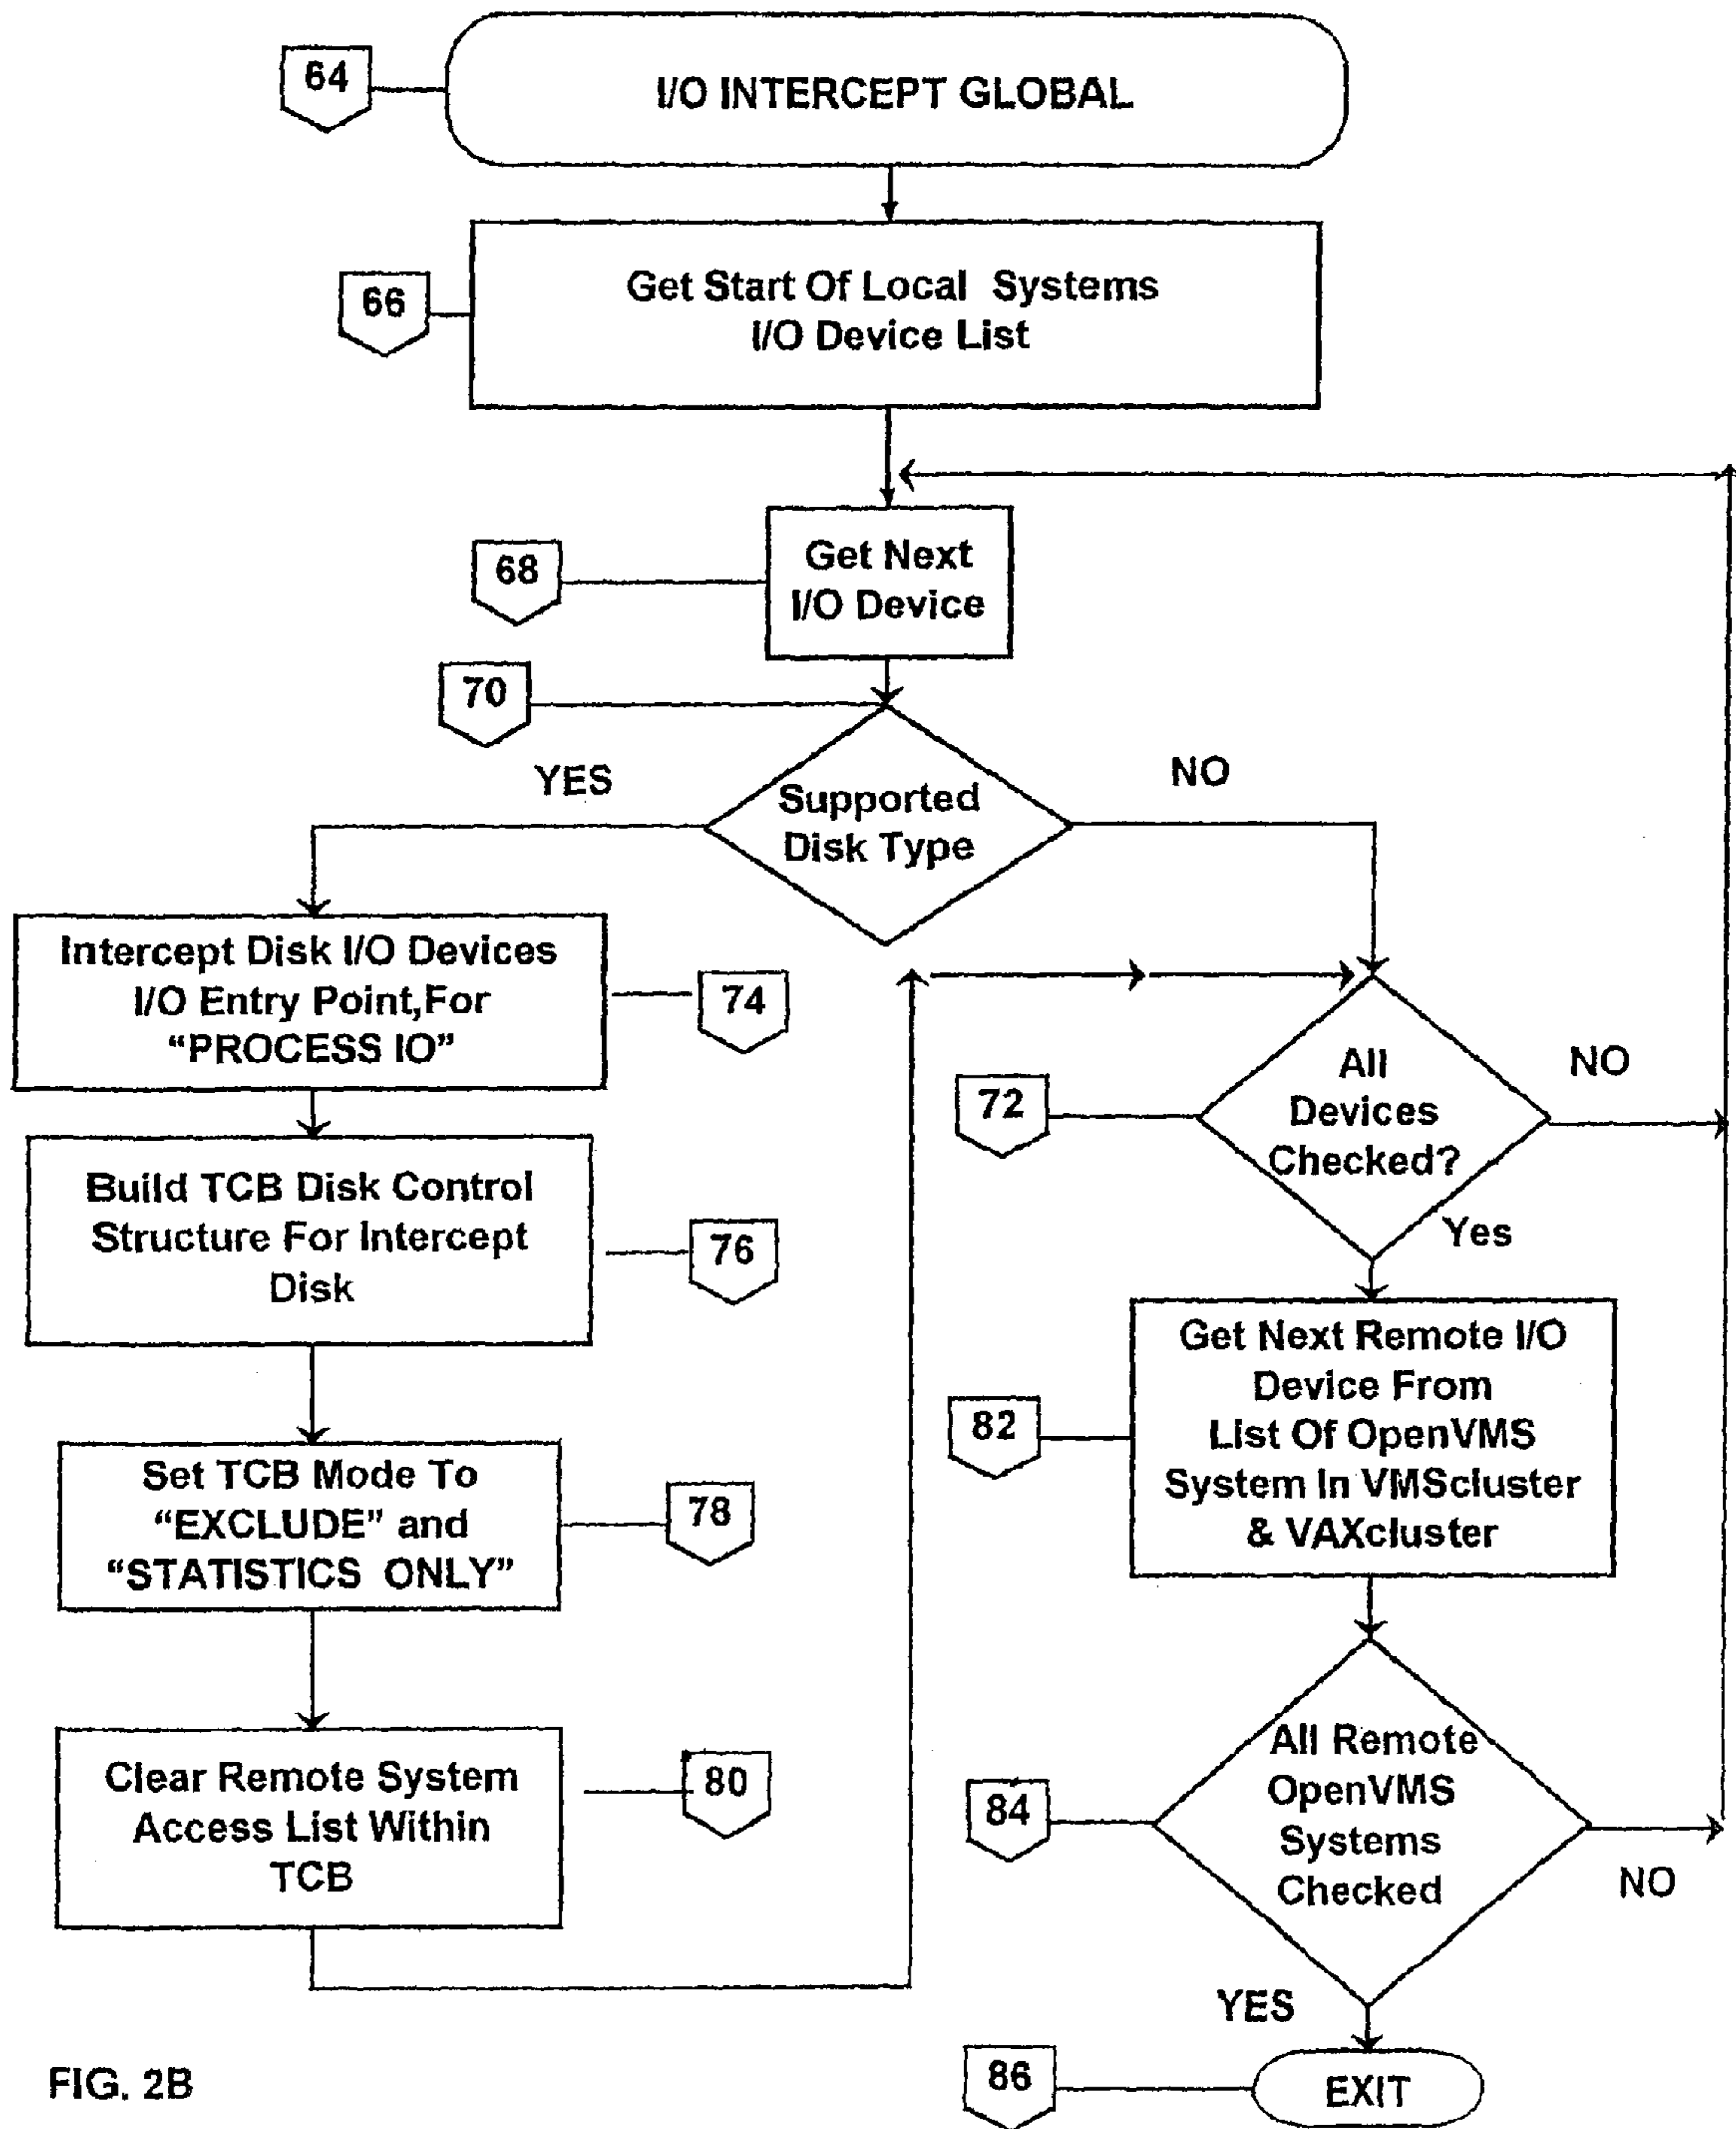 64
I/O INTERCEPT GLOBAL
66
Get Start Of Local Systems
I/O Device List
68
Get Next
I/O Device
70
YES
NO
Supported
Disk Type
Intercept Disk I/O Devices
I/O Entry Point,For
“PROCESS IO”
74
All
Devices
Checked?
NO
72
Yes
Build TCB Disk Control
Structure For Intercept
Disk
76
Get Next Remote I/O
Device From
List Of OpenVMS
System In VMScluster
& VAXcluster
82
Set TCB Mode To
“EXCLUDE” and
“STATISTICS ONLY”
78
Clear Remote System
Access List Within
TCB
80
All Remote
OpenVMS
Systems
Checked
84
NO
YES
86
EXIT
FIG. 2B